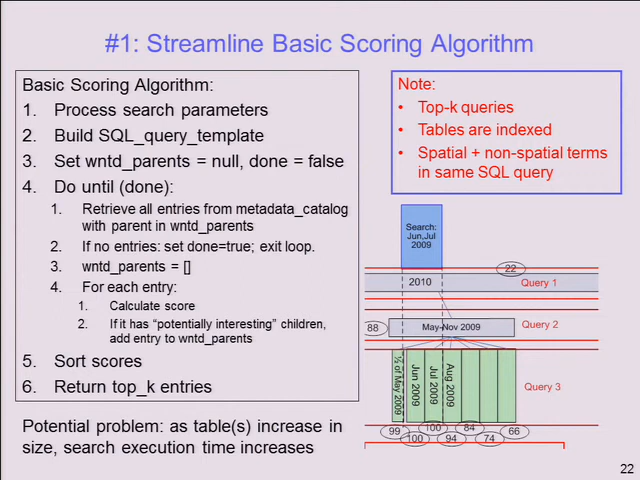 #1: Streamline Basic Scoring Algorithm
Basic Scoring Algorithm:
1. Process search parameters
2. Build SQL_query_template
3. Set wntd_parents = null, done = false
4. Do until (done):
1. Retrieve all entries from metadata_catalog
with parent in wntd_parents
2. If no entries: set done=true; exit loop.
3. wntd_parents = []
4. For each entry:
1. Calculate score
2. If it has “potentially interesting” children,
add entry to wntd_parents
5. Sort scores
6. Return top_k entries
Potential problem: as table(s) increase in
size, search execution time increases
Note:
• Top-k queries
• Tables are indexed
• Spatial + non-spatial terms
in same SQL query
Search:
Jun,Jul
2009
22
2010
Query 1
88
May-Nov 2009
Query 2
½ of May 2009
Jun 2009
Jul 2009
Aug 2009
Query 3
99
100
100
94
84
74
66
22